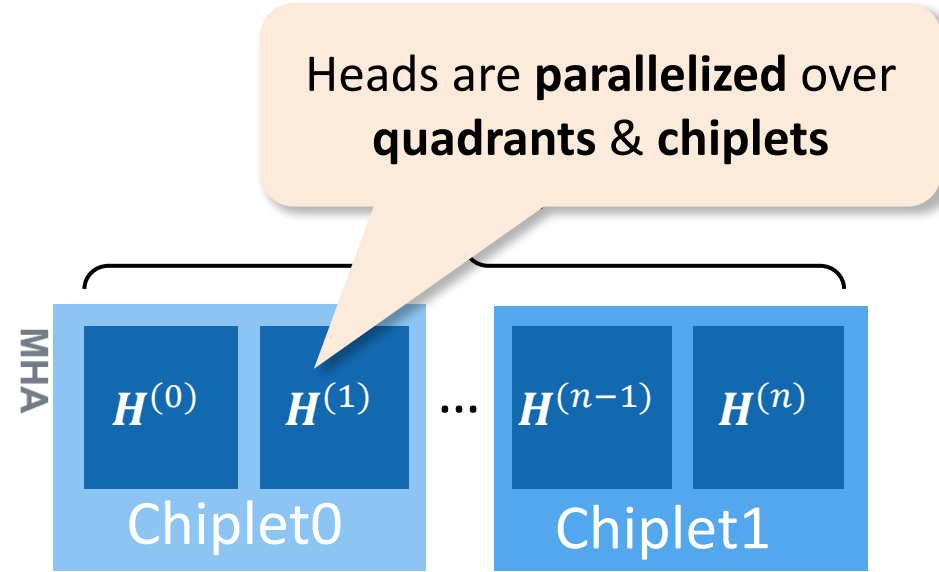 Heads are parallelized over
quadrants & chiplets
MHA
H^(0) H^(1) ... H^(n−1) H^(n)
Chiplet0 Chiplet1